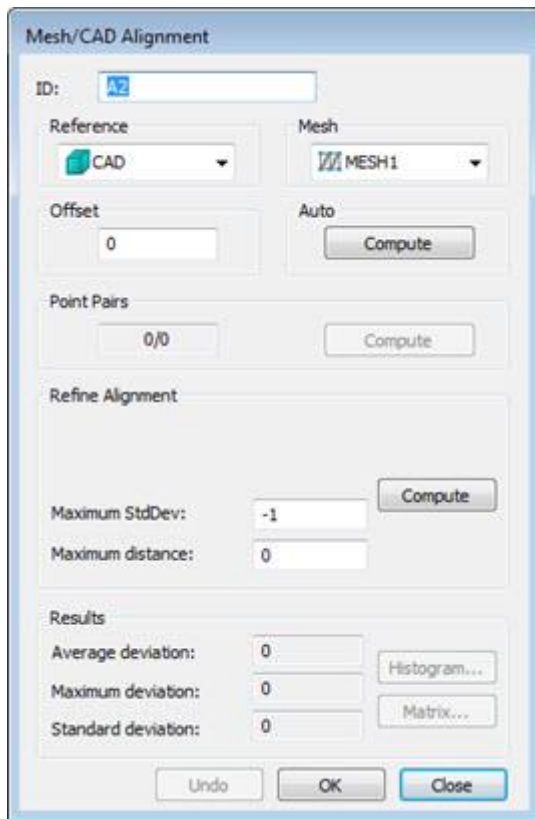 Mesh/CAD Alignment
ID: A2
Reference Mesh
CAD MESH1
Offset Auto
0 Compute
Point Pairs
0/0 Compute
Refine Alignment
Compute
Maximum StdDev: -1
Maximum distance: 0
Results
Average deviation: 0
Histogram...
Maximum deviation: 0
Matrix...
Standard deviation: 0
Undo OK Close